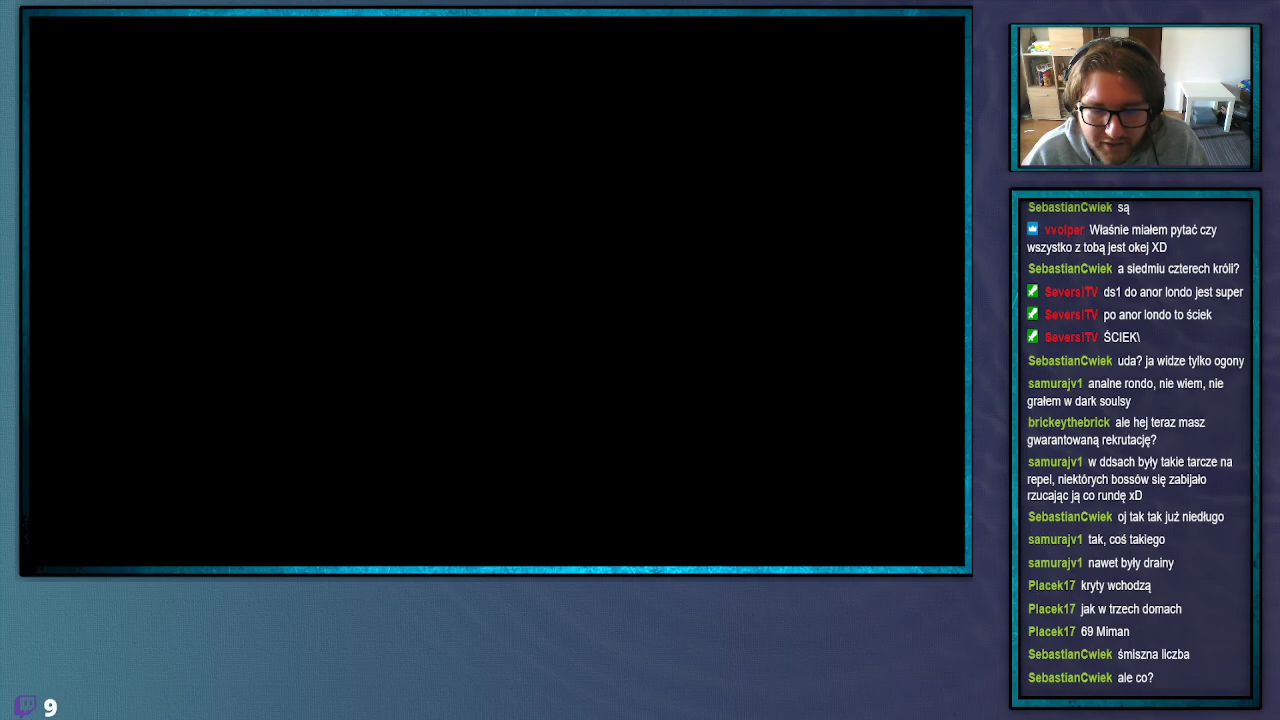 SebastianCwiek są
vvolper Właśnie miałem pytać czy
wszystko z tobą jest okej XD
SebastianCwiek a siedmiu czterech króli?
SeversiTV ds1 do anor londo jest super
SeversiTV po anor londo to ściek
SeversiTV ŚCIEK\
SebastianCwiek uda? ja widze tylko ogony
samurajv1 analne rondo, nie wiem, nie
grałem w dark soulsy
brickeythebrick ale hej teraz masz
gwarantowaną rekrutację?
samurajv1 w ddsach były takie tarcze na
repel, niektórych bossów się zabijało
rzucając ją co rundę xD
SebastianCwiek oj tak tak już niedługo
samurajv1 tak, coś takiego
samurajv1 nawet były drainy
Placek17 kryty wchodzą
Placek17 jak w trzech domach
Placek17 69 Miman
SebastianCwiek śmiszna liczba
SebastianCwiek ale co?
9